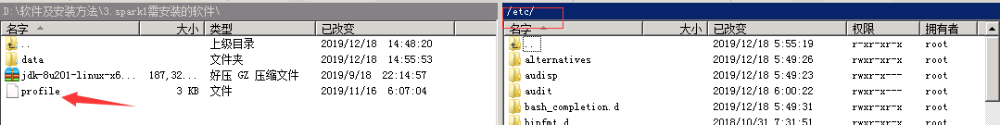 D:\软件及安装方法\3.spark1需安装的软件\
名字 大小 类型 已改变
.. 上级目录 2019/12/18 14:48:20
data 文件夹 2019/12/18 14:55:53
jdk-8u201-linux-x6... 187,32... 好压 GZ 压缩文件 2019/9/18 22:14:57
profile 3 KB 文件 2019/11/16 6:07:04
/etc/
名字 大小 已改变 权限 拥有者
.. 2019/12/18 5:55:19 r-xr-xr-x root
alternatives 2019/12/18 5:49:26 rwxr-xr-x root
audisp 2019/12/18 5:49:23 rwxr-x--- root
audit 2019/12/18 6:00:22 rwxr-x--- root
bash_completion.d 2019/12/18 5:49:31 rwxr-xr-x root
binfmt.d 2018/10/31 7:31:51 rwxr-xr-x root